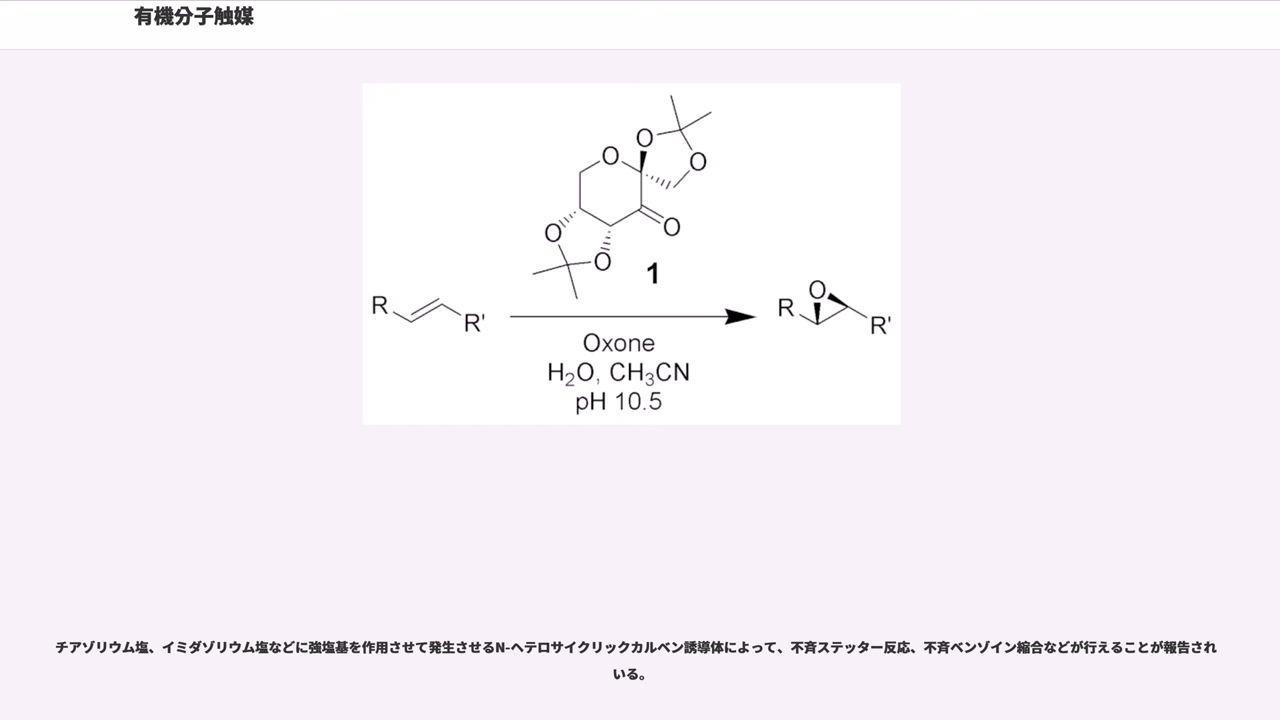 有機分子触媒
O
O
O
O
O
O
1
R
R'
O
R
R'
Oxone
H₂O, CH₃CN
pH 10.5
チアゾリウム塩、イミダゾリウム塩などに強塩基を作用させて発生させるN-ヘテロサイクリックカルベン誘導体によって、不斉ステッター反応、不斉ベンゾイン縮合などが行えることが報告され
いる。